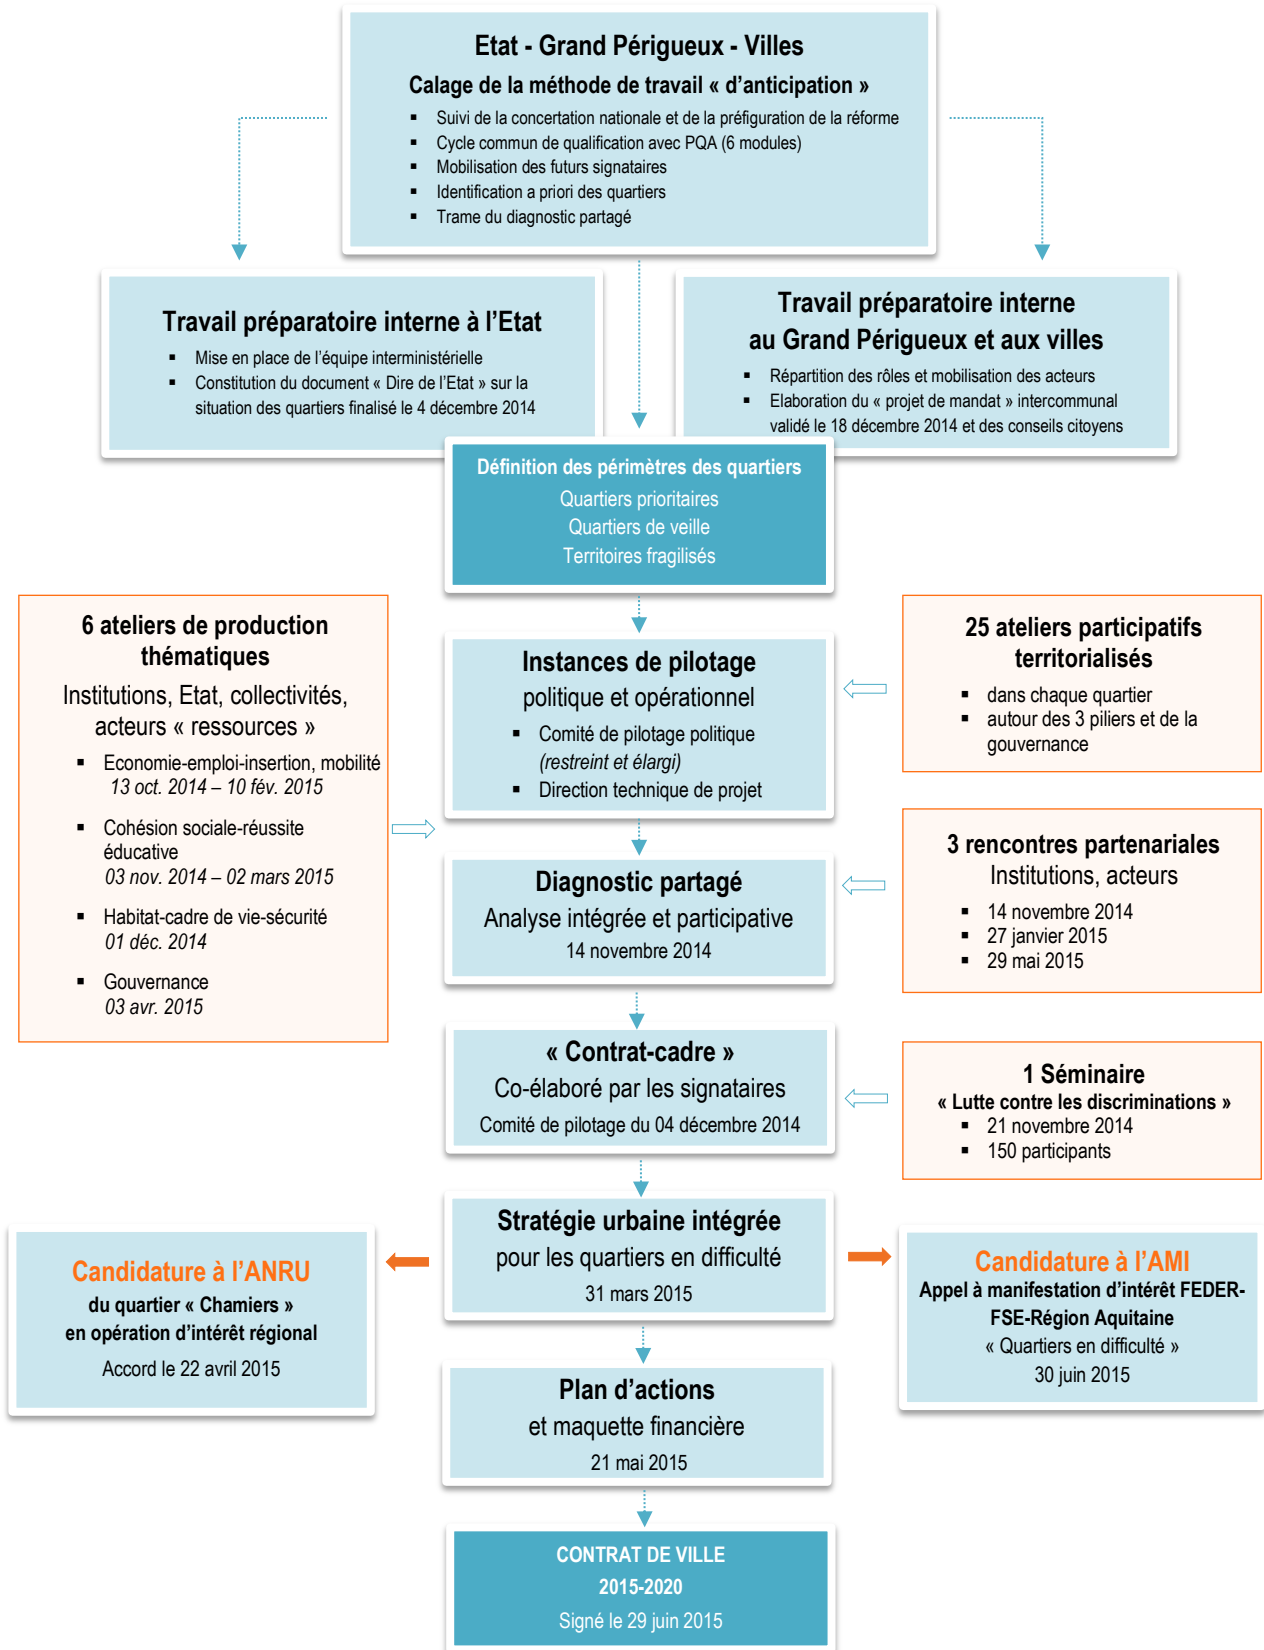 Etat - Grand Périgueux - Villes
Calage de la méthode de travail « d’anticipation »
▪ Suivi de la concertation nationale et de la préfiguration de la réforme
▪ Cycle commun de qualification avec PQA (6 modules)
▪ Mobilisation des futurs signataires
▪ Identification a priori des quartiers
▪ Trame du diagnostic partagé
Travail préparatoire interne à l’Etat
▪ Mise en place de l’équipe interministérielle
▪ Constitution du document « Dire de l’Etat » sur la
situation des quartiers finalisé le 4 décembre 2014
Travail préparatoire interne
au Grand Périgueux et aux villes
▪ Répartition des rôles et mobilisation des acteurs
▪ Elaboration du « projet de mandat » intercommunal
validé le 18 décembre 2014 et des conseils citoyens
Définition des périmètres des quartiers
Quartiers prioritaires
Quartiers de veille
Territoires fragilisés
6 ateliers de production
thématiques
Institutions, Etat, collectivités,
acteurs « ressources »
▪ Economie-emploi-insertion, mobilité
13 oct. 2014 – 10 fév. 2015
▪ Cohésion sociale-réussite
éducative
03 nov. 2014 – 02 mars 2015
▪ Habitat-cadre de vie-sécurité
01 déc. 2014
▪ Gouvernance
03 avr. 2015
Instances de pilotage
politique et opérationnel
▪ Comité de pilotage politique
(restreint et élargi)
▪ Direction technique de projet
25 ateliers participatifs
territorialisés
▪ dans chaque quartier
▪ autour des 3 piliers et de la
gouvernance
Diagnostic partagé
Analyse intégrée et participative
14 novembre 2014
3 rencontres partenariales
Institutions, acteurs
▪ 14 novembre 2014
▪ 27 janvier 2015
▪ 29 mai 2015
« Contrat-cadre »
Co-élaboré par les signataires
Comité de pilotage du 04 décembre 2014
1 Séminaire
« Lutte contre les discriminations »
▪ 21 novembre 2014
▪ 150 participants
Stratégie urbaine intégrée
pour les quartiers en difficulté
31 mars 2015
Candidature à l’ANRU
du quartier « Chamiers »
en opération d’intérêt régional
Accord le 22 avril 2015
Candidature à l’AMI
Appel à manifestation d’intérêt FEDER-
FSE-Région Aquitaine
« Quartiers en difficulté »
30 juin 2015
Plan d’actions
et maquette financière
21 mai 2015
CONTRAT DE VILLE
2015-2020
Signé le 29 juin 2015